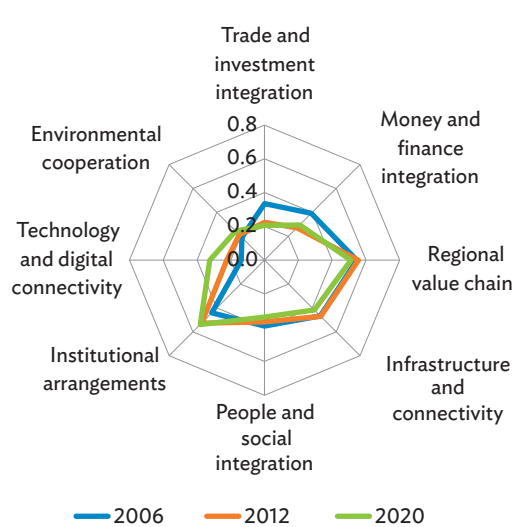 Trade and
investment
integration
Money and
finance
integration
Regional
value chain
Infrastructure
and
connectivity
People and
social
integration
Institutional
arrangements
Technology
and digital
connectivity
Environmental
cooperation
0.8
0.6
0.4
0.2
0.0
2006
2012
2020